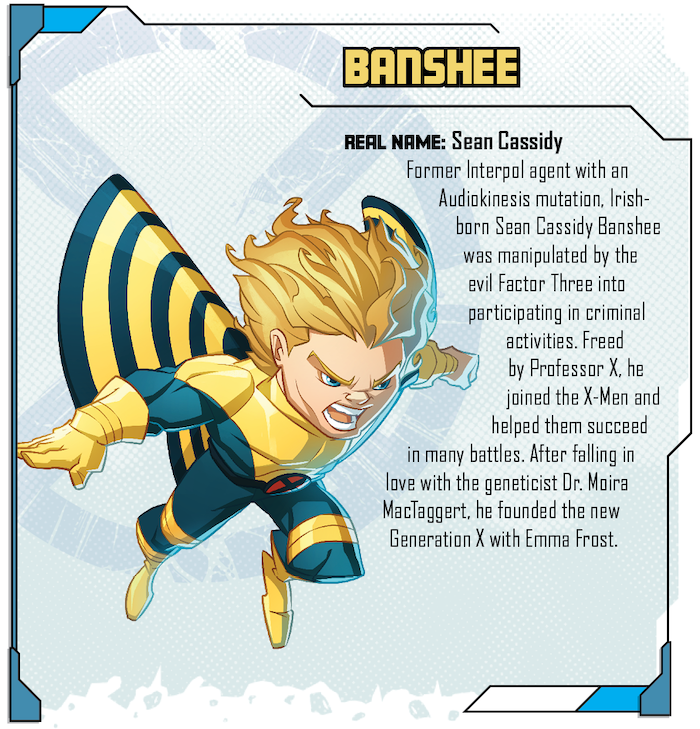 BANSHEE
REAL NAME: Sean Cassidy
Former Interpol agent with an
Audiokinesis mutation, Irish-
born Sean Cassidy Banshee
was manipulated by the
evil Factor Three into
participating in criminal
activities. Freed
by Professor X, he
joined the X-Men and
helped them succeed
in many battles. After falling in
love with the geneticist Dr. Moira
MacTaggert, he founded the new
Generation X with Emma Frost.